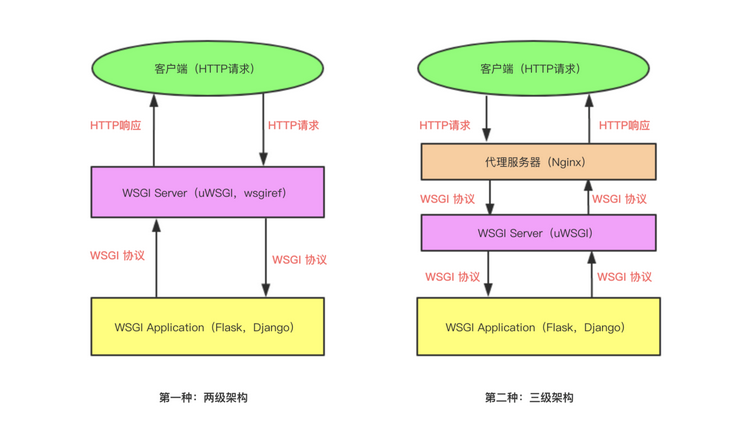 客户端（HTTP请求）
HTTP响应
HTTP请求
WSGI Server（uWSGI，wsgiref）
WSGI 协议
WSGI 协议
WSGI Application（Flask，Django）
第一种：两级架构
客户端（HTTP请求）
HTTP请求
HTTP响应
代理服务器（Nginx）
WSGI 协议
WSGI 协议
WSGI Server（uWSGI）
WSGI 协议
WSGI 协议
WSGI Application（Flask，Django）
第二种：三级架构